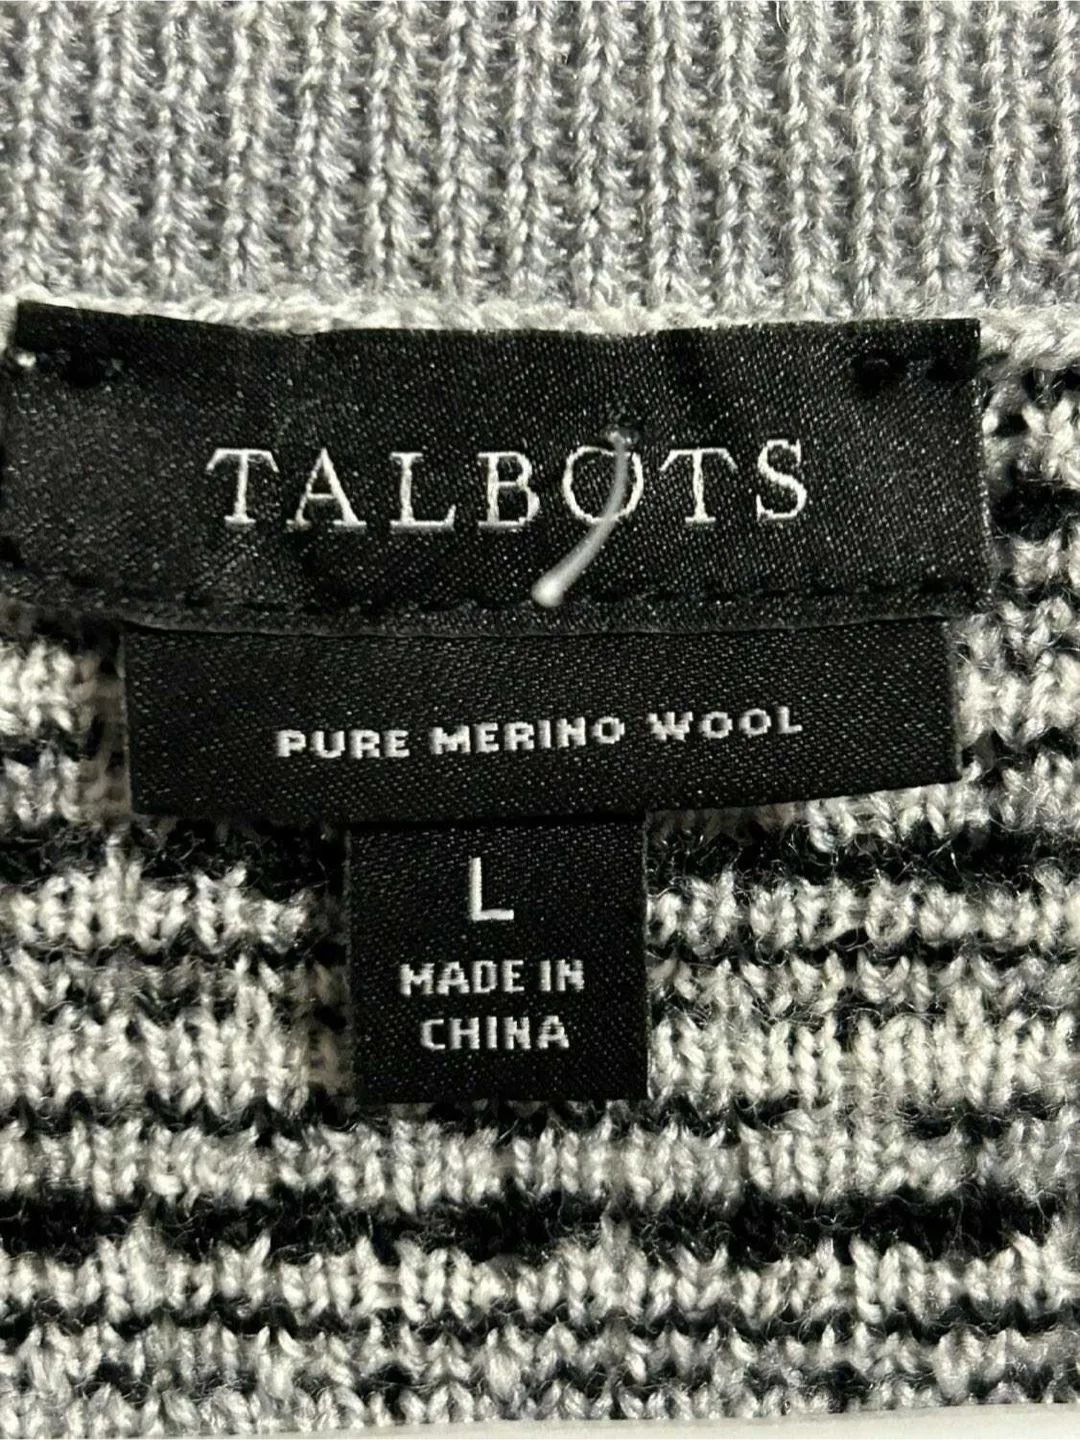 TALBOTS
PURE MERINO WOOL
L
MADE IN
CHINA